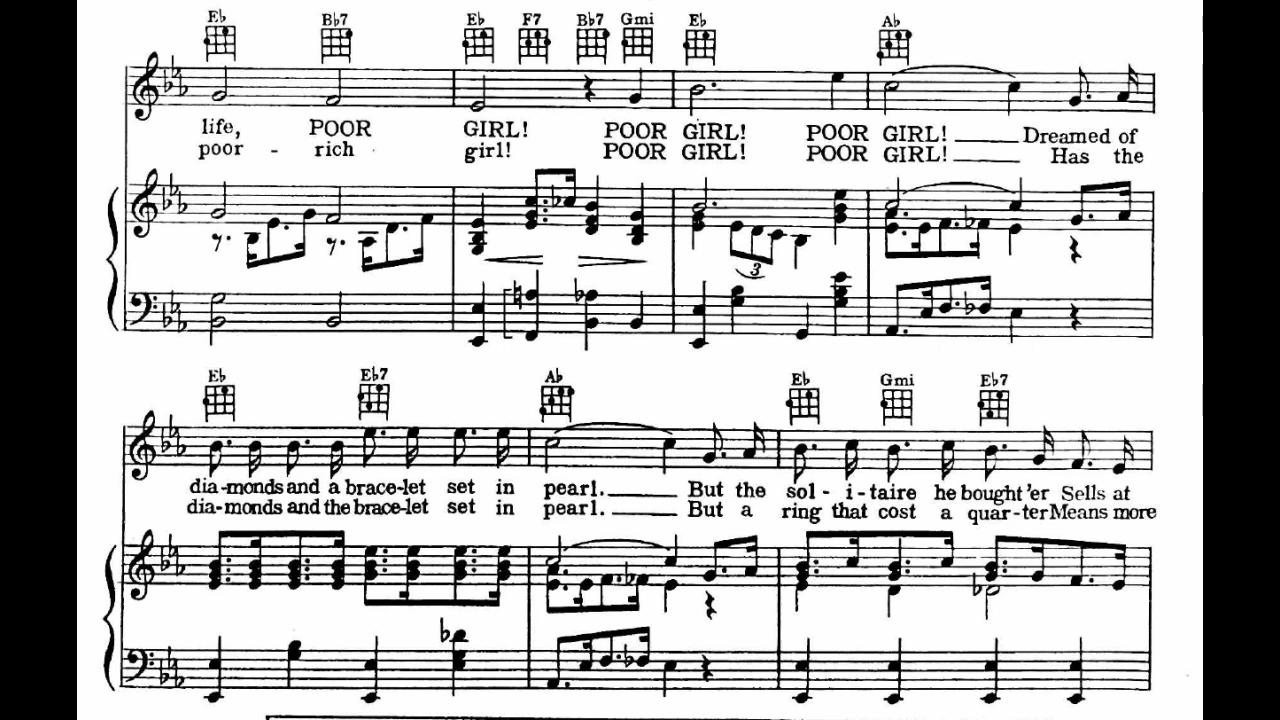 Eb Bb7 Eb F7 Bb7 Gmi Eb Ab
life, POOR GIRL! POOR GIRL! POOR GIRL! Dreamed of
poor - rich girl! POOR GIRL! POOR GIRL! Has the
3
Eb Eb7 Ab Eb Gmi Eb7
dia-monds and a brace-let set in pearl. But the sol - i - taire he bought 'er Sells at
dia-monds and the brace-let set in pearl. But a ring that cost a quar-ter Means more